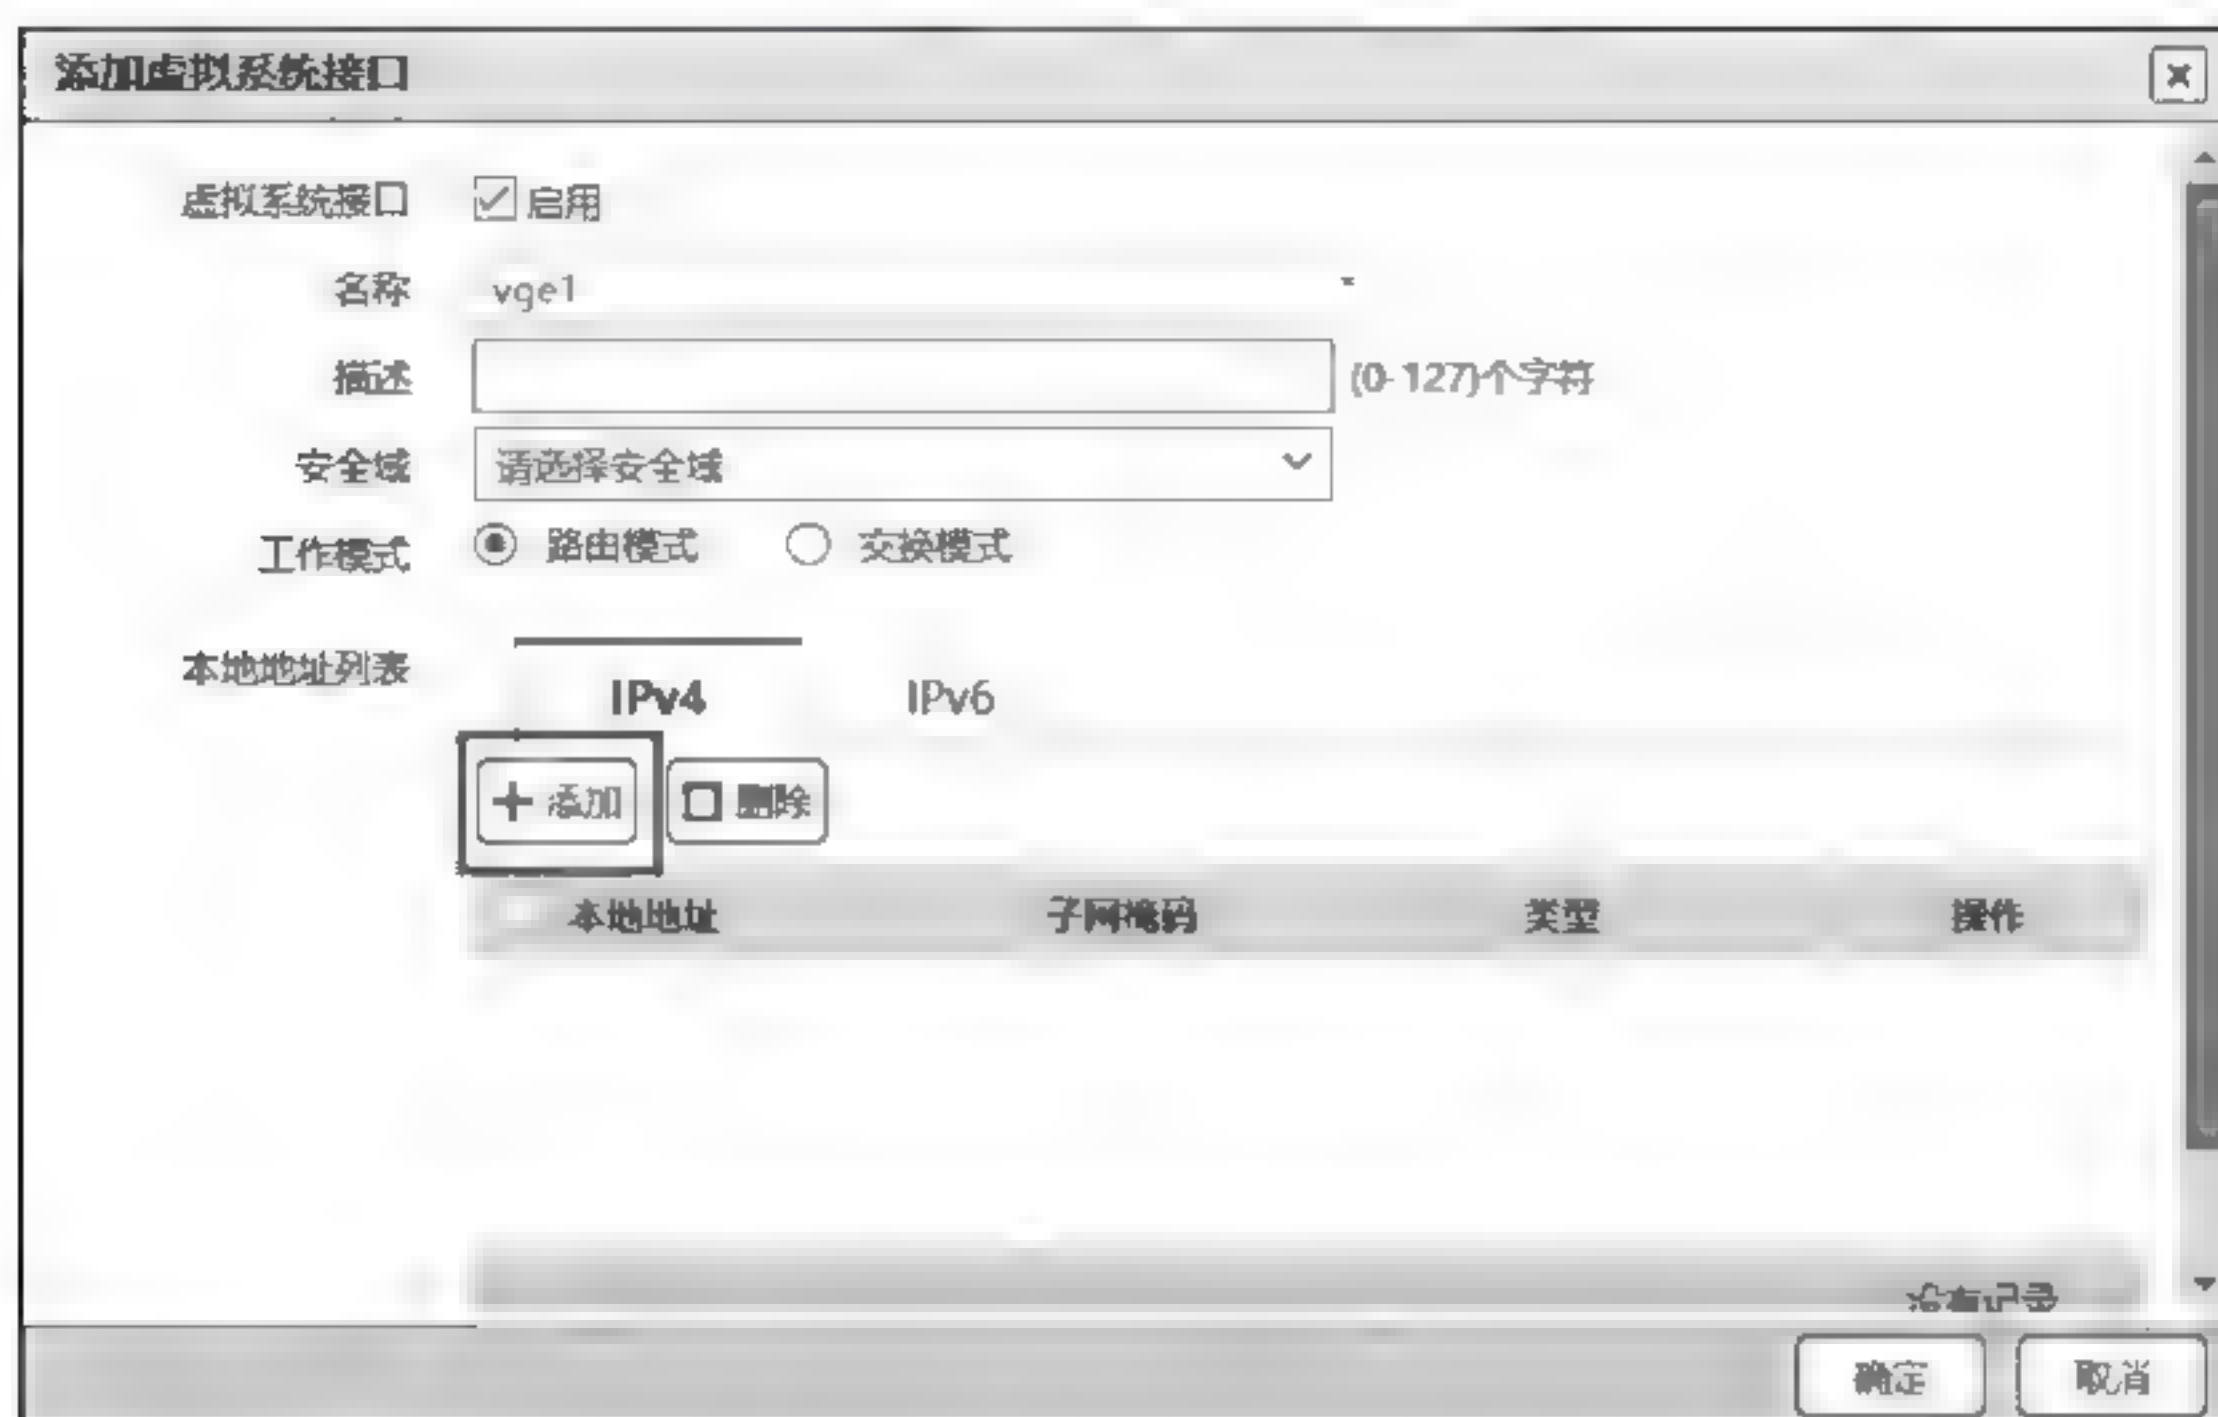 添加虚拟系统接口
虚拟系统接口 启用
名称 vge1 *
描述 (0-127)个字符
安全域 请选择安全域
工作模式 路由模式 交换模式
本地地址列表 IPv4 IPv6
添加 删除
本地地址 子网掩码 类型 操作
没有记录
确定 取消